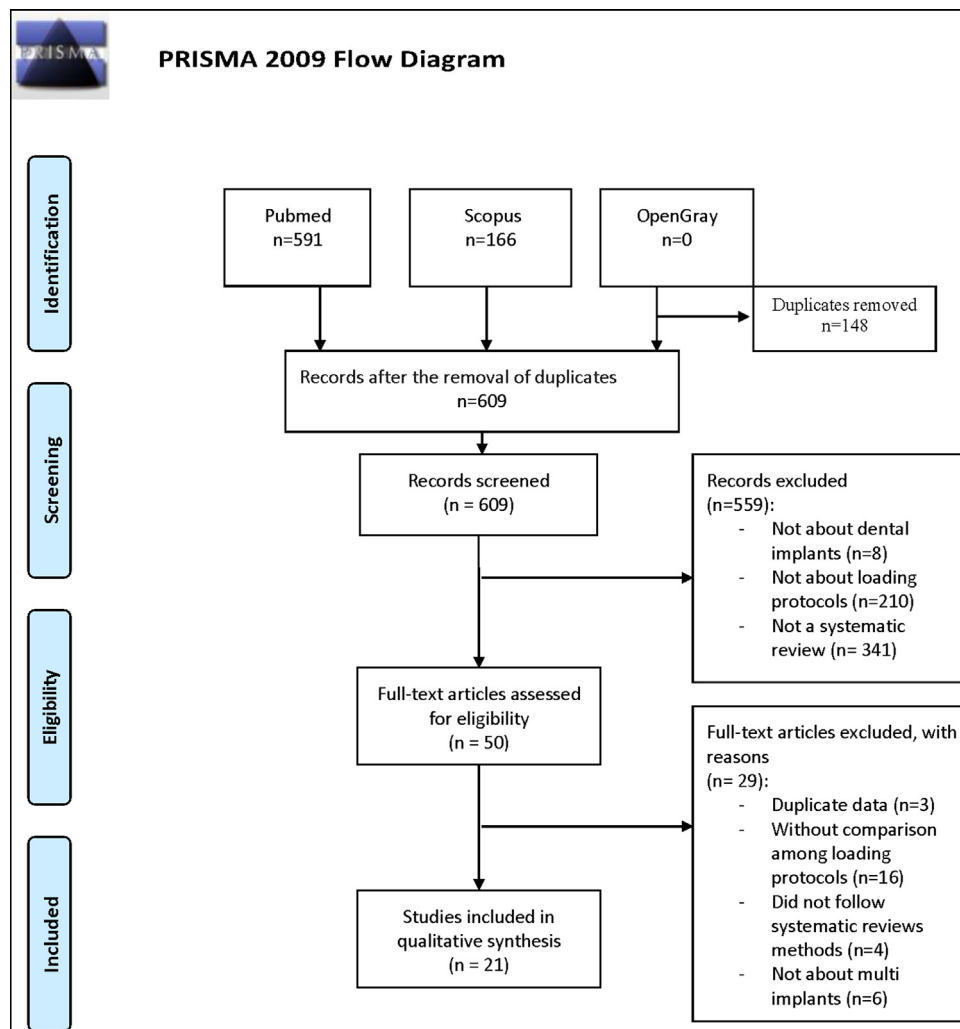 PRISMA
PRISMA 2009 Flow Diagram
Identification
Pubmed
n=591
Scopus
n=166
OpenGray
n=0
Duplicates removed
n=148
Records after the removal of duplicates
n=609
Screening
Records screened
(n = 609)
Records excluded
(n=559):
- Not about dental
implants (n=8)
- Not about loading
protocols (n=210)
- Not a systematic
review (n= 341)
Eligibility
Full-text articles assessed
for eligibility
(n = 50)
Full-text articles excluded, with
reasons
(n= 29):
- Duplicate data (n=3)
- Without comparison
among loading
protocols (n=16)
- Did not follow
systematic reviews
methods (n=4)
- Not about multi
implants (n=6)
Included
Studies included in
qualitative synthesis
(n = 21)